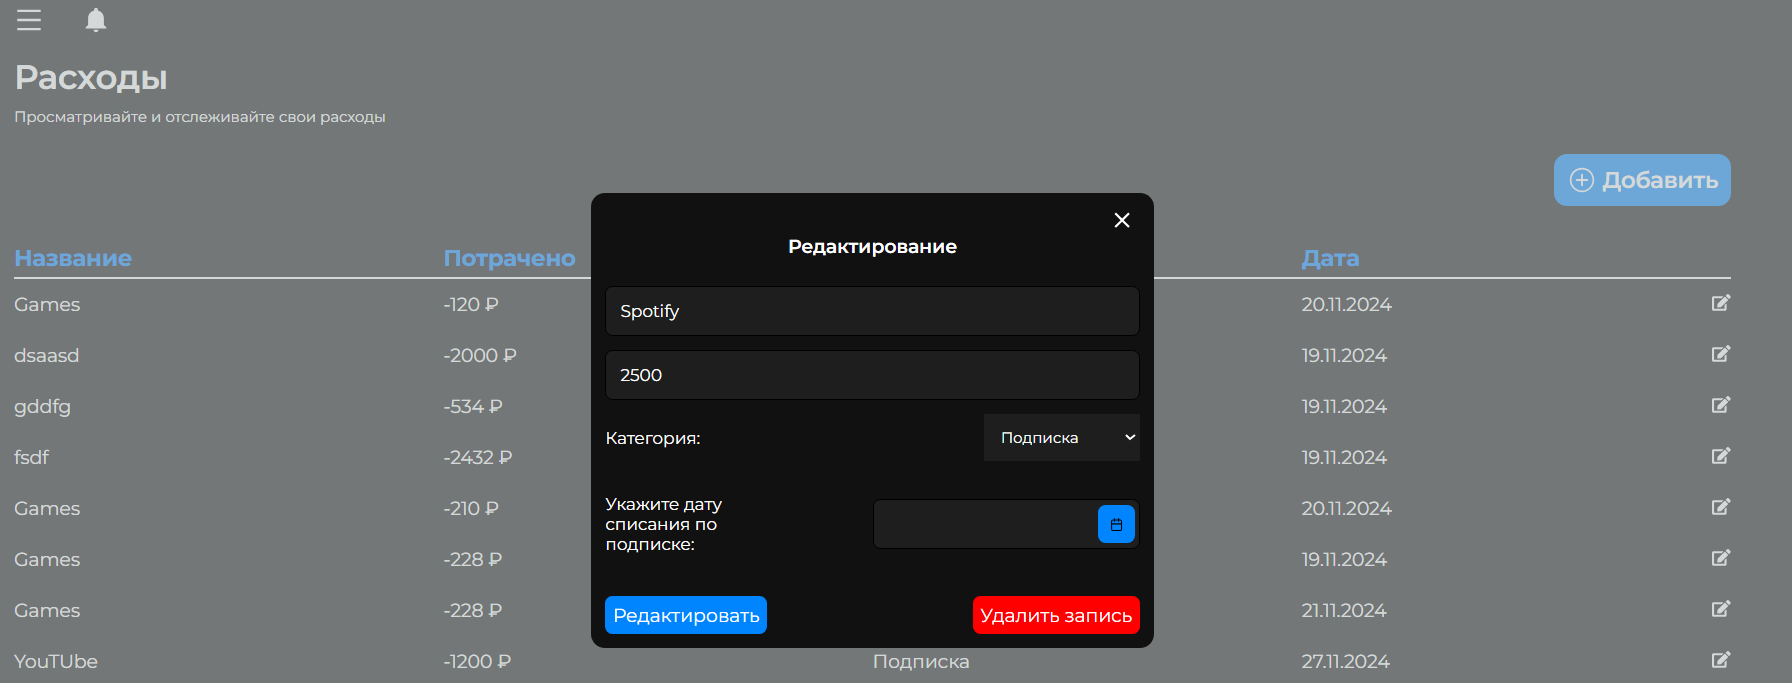 Расходы
Просматривайте и отслеживайте свои расходы
Добавить
Название Потрачено Дата
Games -120 ₽ 20.11.2024
dsaasd -2000 ₽ 19.11.2024
gddfg -534 ₽ 19.11.2024
fsdf -2432 ₽ 19.11.2024
Games -210 ₽ 20.11.2024
Games -228 ₽ 19.11.2024
Games -228 ₽ 21.11.2024
YouTUbe -1200 ₽ Подписка 27.11.2024
Редактирование
Spotify
2500
Категория: Подписка
Укажите дату
списания по
подписке:
Редактировать Удалить запись